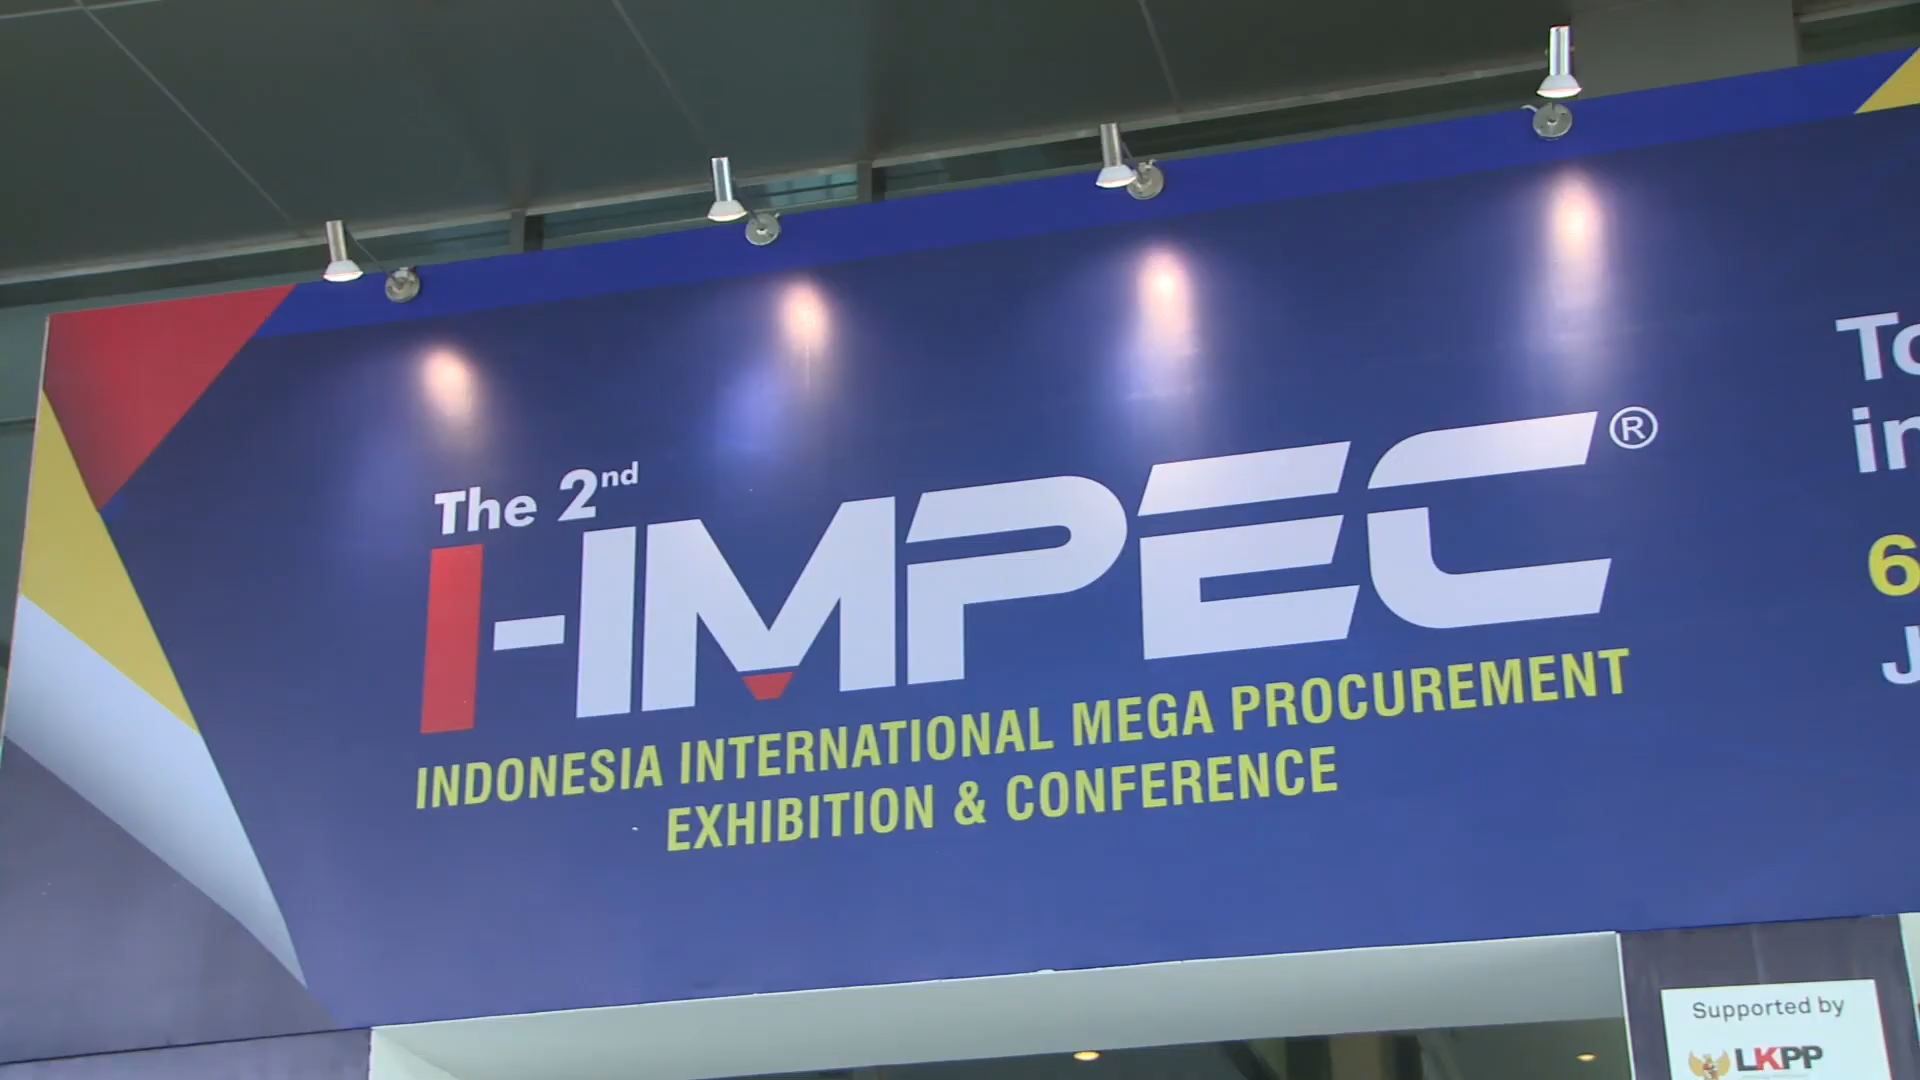 The 2nd
I-IMPEC®
INDONESIA INTERNATIONAL MEGA PROCUREMENT
EXHIBITION & CONFERENCE
Supported by
LKPP